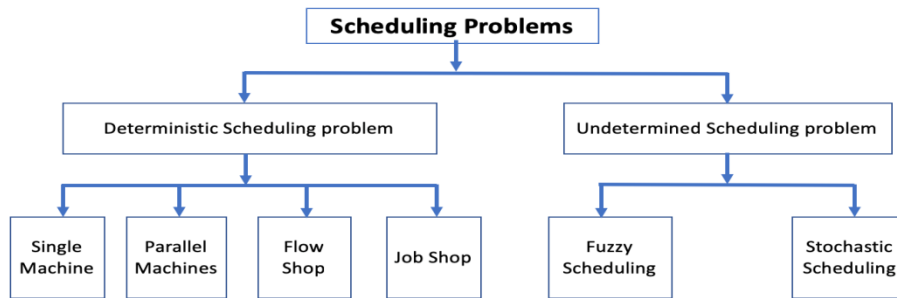 Scheduling Problems
Deterministic Scheduling problem
Undetermined Scheduling problem
Single
Machine
Parallel
Machines
Flow
Shop
Job Shop
Fuzzy
Scheduling
Stochastic
Scheduling